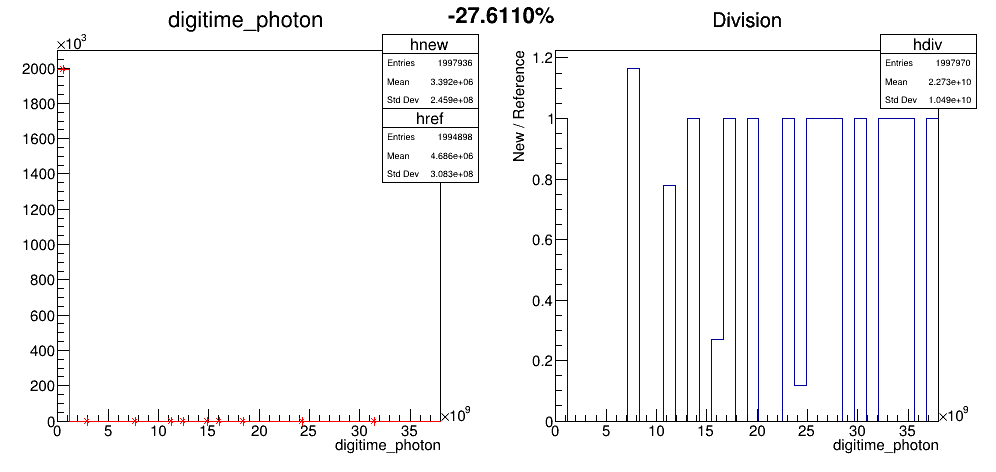 -27.6110%
digitime_photon
×10³
hnew
Entries 1997936
Mean 3.392e+06
Std Dev 2.459e+08
href
Entries 1994898
Mean 4.686e+06
Std Dev 3.083e+08
2000
1800
1600
1400
1200
1000
800
600
400
200
0
0 5 10 15 20 25 30 35 ×10⁹
digitime_photon
Division
hdiv
Entries 1997970
Mean 2.273e+10
Std Dev 1.049e+10
New / Reference
1.2
1
0.8
0.6
0.4
0.2
0
0 5 10 15 20 25 30 35 ×10⁹
digitime_photon